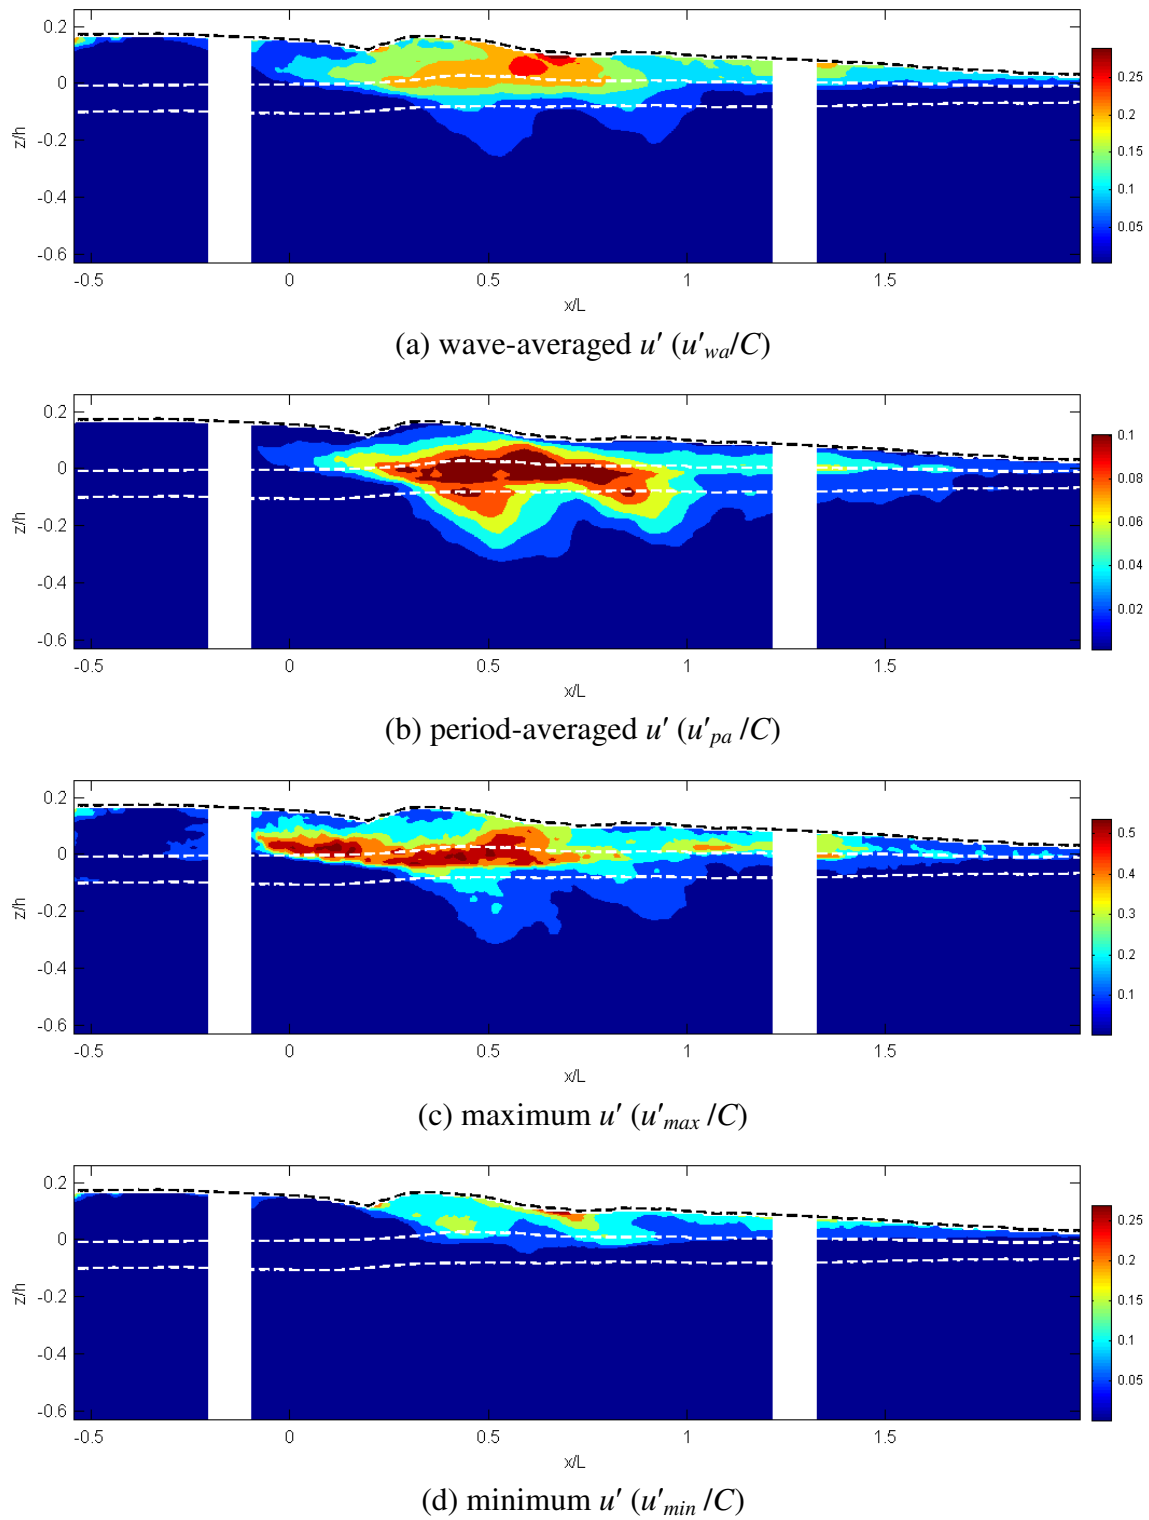 0.2
0
-0.2
-0.4
-0.6
z/h
-0.5 0 0.5 1 1.5
x/L
0.25
0.2
0.15
0.1
0.05
(a) wave-averaged u′ (u′wa/C)
0.2
0
-0.2
-0.4
-0.6
z/h
-0.5 0 0.5 1 1.5
x/L
0.1
0.08
0.06
0.04
0.02
(b) period-averaged u′ (u′pa /C)
0.2
0
-0.2
-0.4
-0.6
z/h
-0.5 0 0.5 1 1.5
x/L
0.5
0.4
0.3
0.2
0.1
(c) maximum u′ (u′max /C)
0.2
0
-0.2
-0.4
-0.6
z/h
-0.5 0 0.5 1 1.5
x/L
0.25
0.2
0.15
0.1
0.05
(d) minimum u′ (u′min /C)